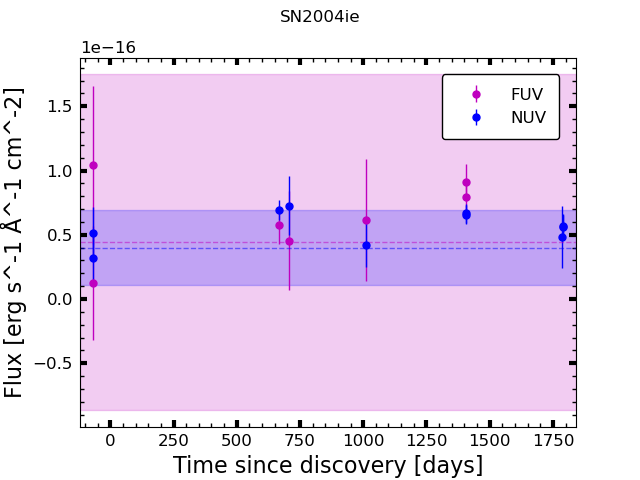 SN2004ie
1e−16
FUV
NUV
1.5
1.0
0.5
0.0
−0.5
Flux [erg s^-1 Å^-1 cm^-2]
0 250 500 750 1000 1250 1500 1750
Time since discovery [days]